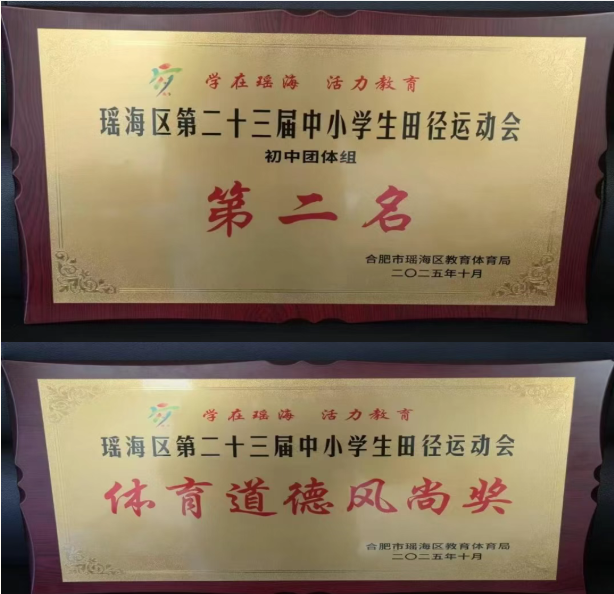 学在瑶海 活力教育
瑶海区第二十三届中小学生田径运动会
初中团体组
第二名
合肥市瑶海区教育体育局
二〇二五年十月
学在瑶海 活力教育
瑶海区第二十三届中小学生田径运动会
体育道德风尚奖
合肥市瑶海区教育体育局
二〇二五年十月